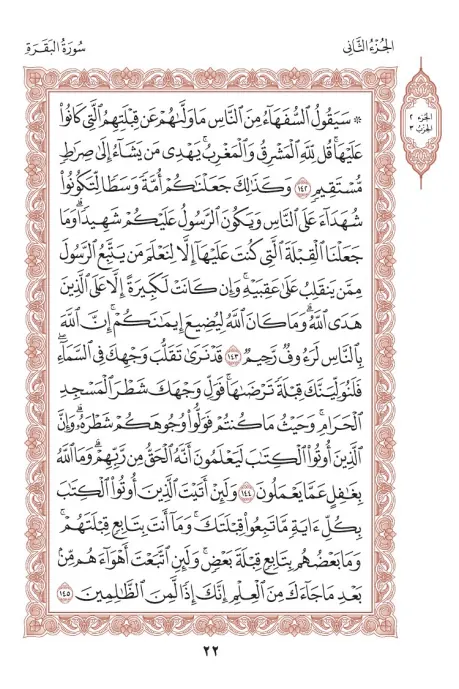 الجُزءُ الثَّانِي
سُورَةُ البَقَرَةِ
الجزء ٢
الحزب ٣
۞ سَيَقُولُ ٱلسُّفَهَآءُ مِنَ ٱلنَّاسِ مَا وَلَّىٰهُمْ عَن قِبْلَتِهِمُ ٱلَّتِى كَانُوا۟
عَلَيْهَا ۚ قُل لِّلَّهِ ٱلْمَشْرِقُ وَٱلْمَغْرِبُ ۚ يَهْدِى مَن يَشَآءُ إِلَىٰ صِرَٰطٍ
مُّسْتَقِيمٍ ١٤٢ وَكَذَٰلِكَ جَعَلْنَٰكُمْ أُمَّةً وَسَطًا لِّتَكُونُوا۟
شُهَدَآءَ عَلَى ٱلنَّاسِ وَيَكُونَ ٱلرَّسُولُ عَلَيْكُمْ شَهِيدًا ۗ وَمَا
جَعَلْنَا ٱلْقِبْلَةَ ٱلَّتِى كُنتَ عَلَيْهَآ إِلَّا لِنَعْلَمَ مَن يَتَّبِعُ ٱلرَّسُولَ
مِمَّن يَنقَلِبُ عَلَىٰ عَقِبَيْهِ ۚ وَإِن كَانَتْ لَكَبِيرَةً إِلَّا عَلَى ٱلَّذِينَ
هَدَى ٱللَّهُ ۗ وَمَا كَانَ ٱللَّهُ لِيُضِيعَ إِيمَٰنَكُمْ ۚ إِنَّ ٱللَّهَ
بِٱلنَّاسِ لَرَءُوفٌ رَّحِيمٌ ١٤٣ قَدْ نَرَىٰ تَقَلُّبَ وَجْهِكَ فِى ٱلسَّمَآءِ ۖ
فَلَنُوَلِّيَنَّكَ قِبْلَةً تَرْضَىٰهَا ۚ فَوَلِّ وَجْهَكَ شَطْرَ ٱلْمَسْجِدِ
ٱلْحَرَامِ ۚ وَحَيْثُ مَا كُنتُمْ فَوَلُّوا۟ وُجُوهَكُمْ شَطْرَهُۥ ۗ وَإِنَّ
ٱلَّذِينَ أُوتُوا۟ ٱلْكِتَٰبَ لَيَعْلَمُونَ أَنَّهُ ٱلْحَقُّ مِن رَّبِّهِمْ ۗ وَمَا ٱللَّهُ
بِغَٰفِلٍ عَمَّا يَعْمَلُونَ ١٤٤ وَلَئِنْ أَتَيْتَ ٱلَّذِينَ أُوتُوا۟ ٱلْكِتَٰبَ
بِكُلِّ ءَايَةٍ مَّا تَبِعُوا۟ قِبْلَتَكَ ۚ وَمَآ أَنتَ بِتَابِعٍ قِبْلَتَهُمْ ۚ
وَمَا بَعْضُهُم بِتَابِعٍ قِبْلَةَ بَعْضٍ ۚ وَلَئِنِ ٱتَّبَعْتَ أَهْوَآءَهُم مِّنۢ
بَعْدِ مَا جَآءَكَ مِنَ ٱلْعِلْمِ ۙ إِنَّكَ إِذًا لَّمِنَ ٱلظَّٰلِمِينَ ١٤٥
٢٢